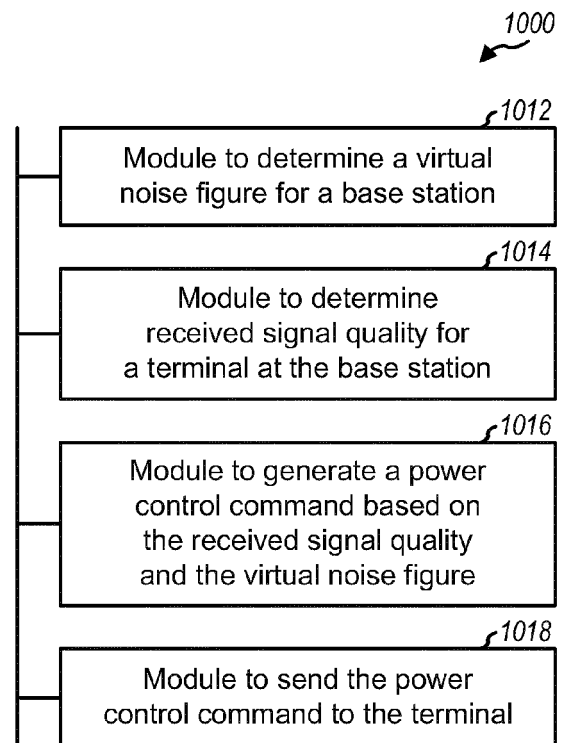 1000
1012
Module to determine a virtual
noise figure for a base station
1014
Module to determine
received signal quality for
a terminal at the base station
1016
Module to generate a power
control command based on
the received signal quality
and the virtual noise figure
1018
Module to send the power
control command to the terminal